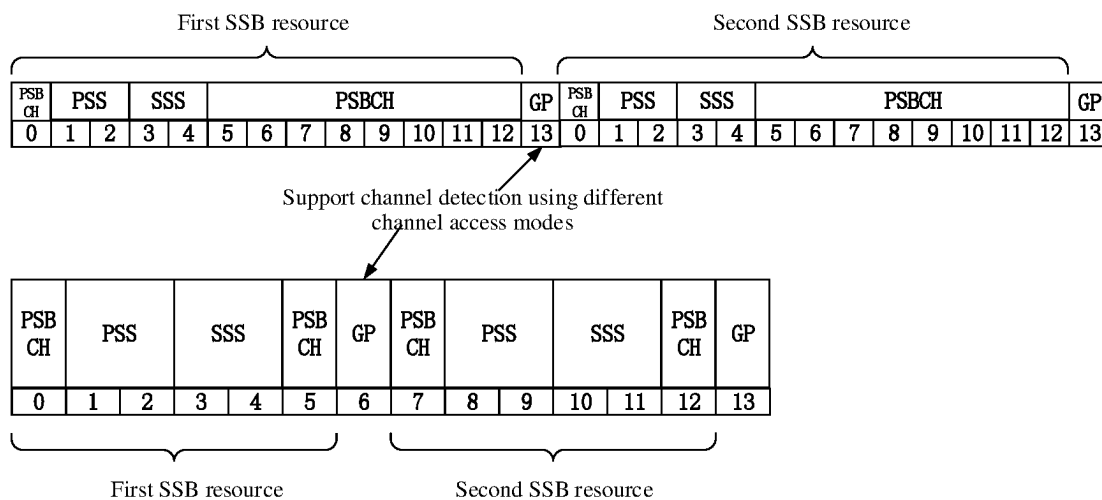 First SSB resource Second SSB resource
PSB CH PSS SSS PSBCH GP PSB CH PSS SSS PSBCH GP
0 1 2 3 4 5 6 7 8 9 10 11 12 13 0 1 2 3 4 5 6 7 8 9 10 11 12 13
Support channel detection using different
channel access modes
PSB CH PSS SSS PSB CH GP PSB CH PSS SSS PSB CH GP
0 1 2 3 4 5 6 7 8 9 10 11 12 13
First SSB resource Second SSB resource